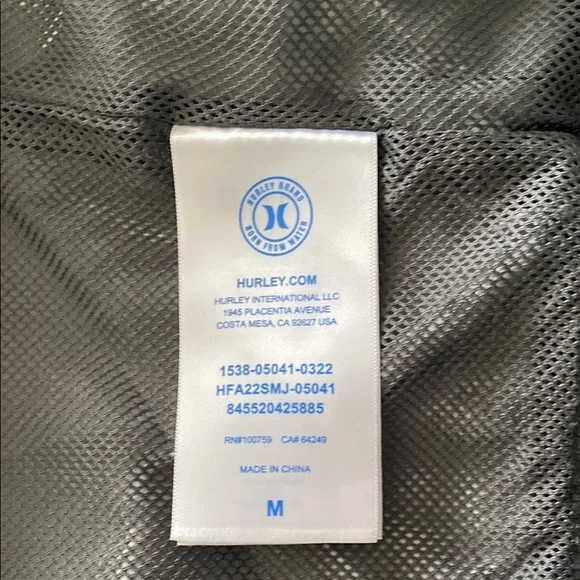 HURLEY BRAND
BORN FROM WATER
HURLEY.COM
HURLEY INTERNATIONAL LLC
1945 PLACENTIA AVENUE
COSTA MESA, CA 92627 USA
1538-05041-0322
HFA22SMJ-05041
845520425885
RN#100759 CA# 64249
MADE IN CHINA
M